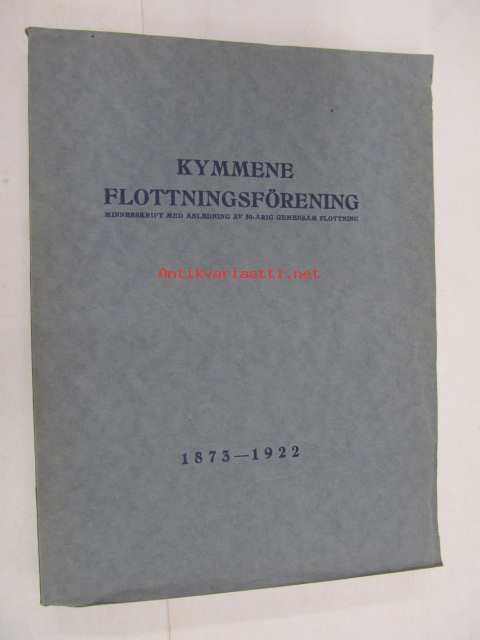 KYMMENE
FLOTTNINGSFÖRENING
MINNESSKRIFT MED ANLEDNING AV 50-ÅRIG GEMENSAM FLOTTNING
Antikvariaatti.net
1873—1922